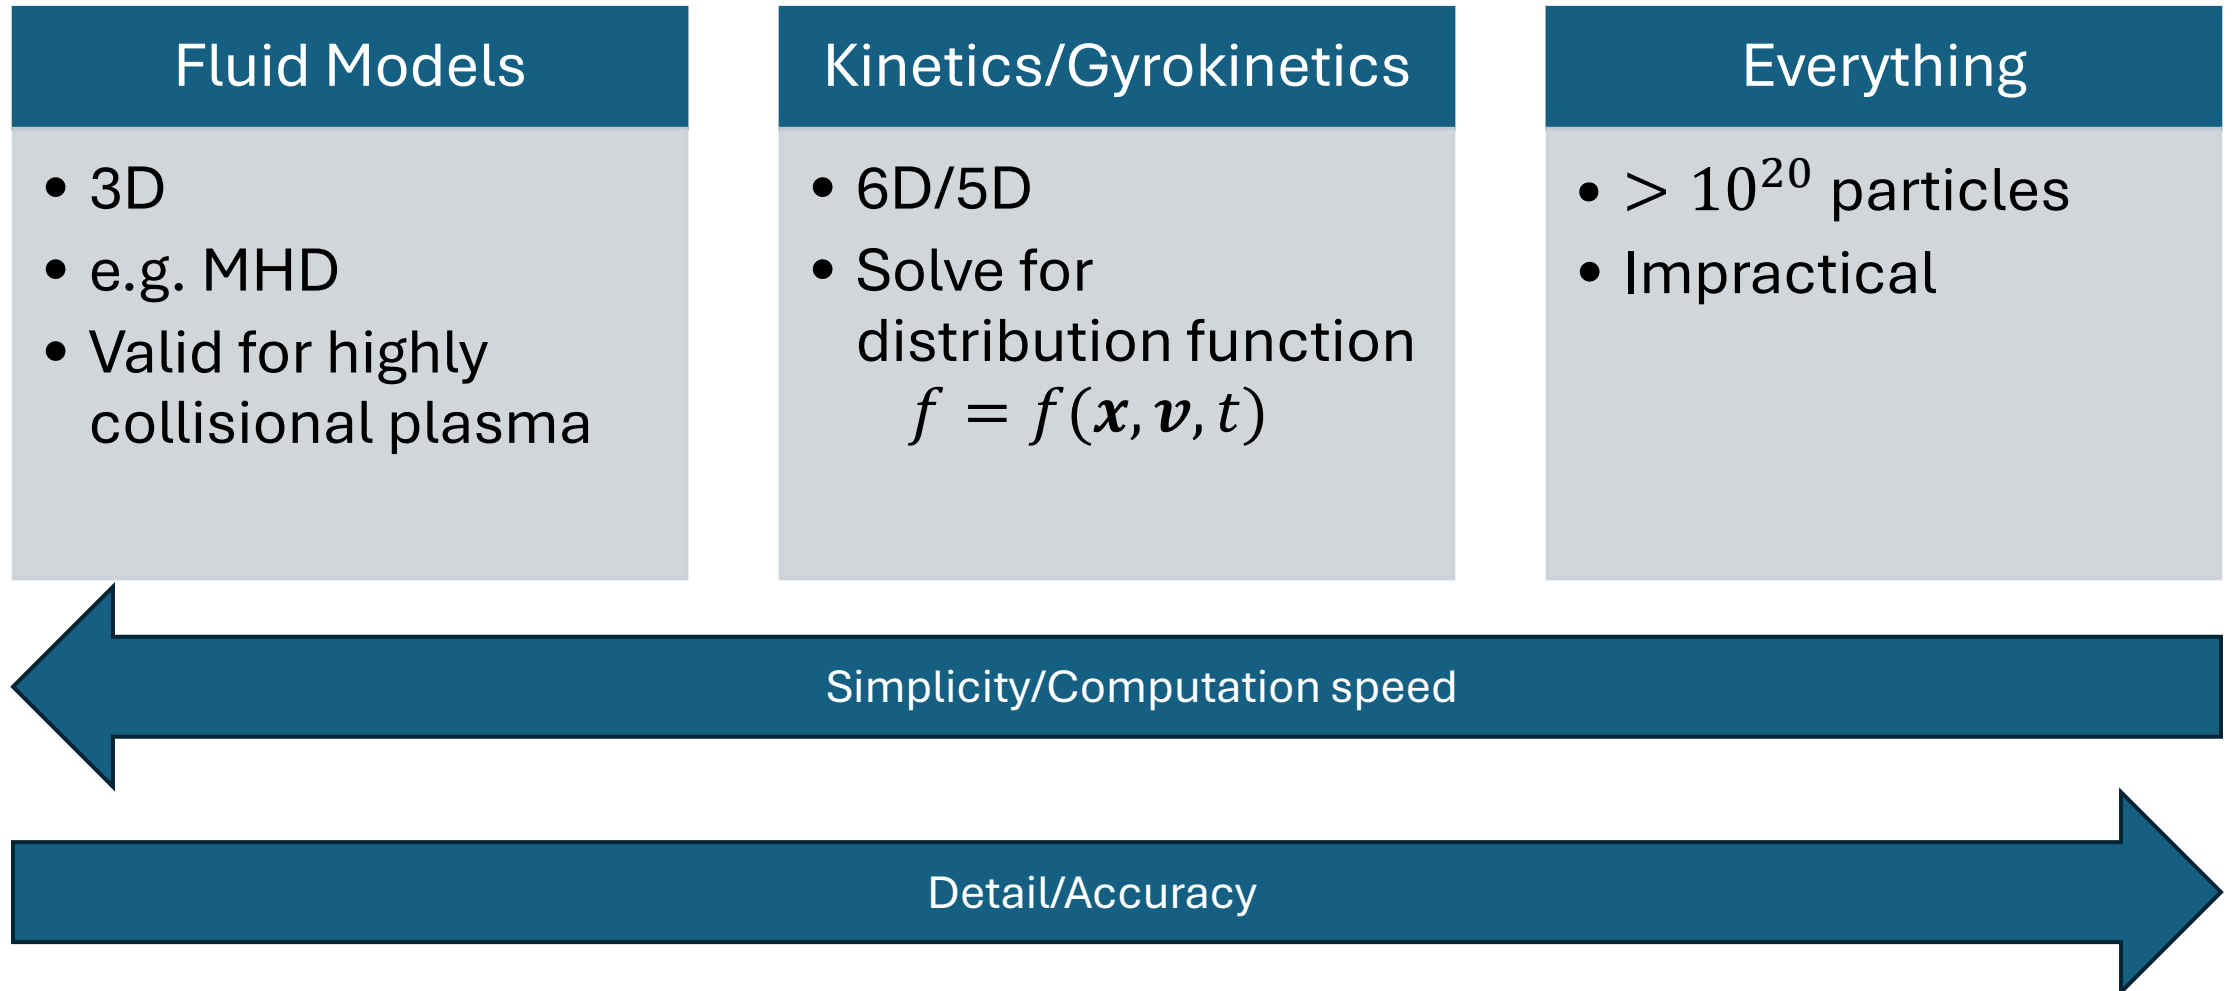 Fluid Models
• 3D
• e.g. MHD
• Valid for highly
collisional plasma
Kinetics/Gyrokinetics
• 6D/5D
• Solve for
distribution function
𝑓 = 𝑓(𝒙, 𝒗, 𝑡)
Everything
• > 10²⁰ particles
• Impractical
Simplicity/Computation speed
Detail/Accuracy